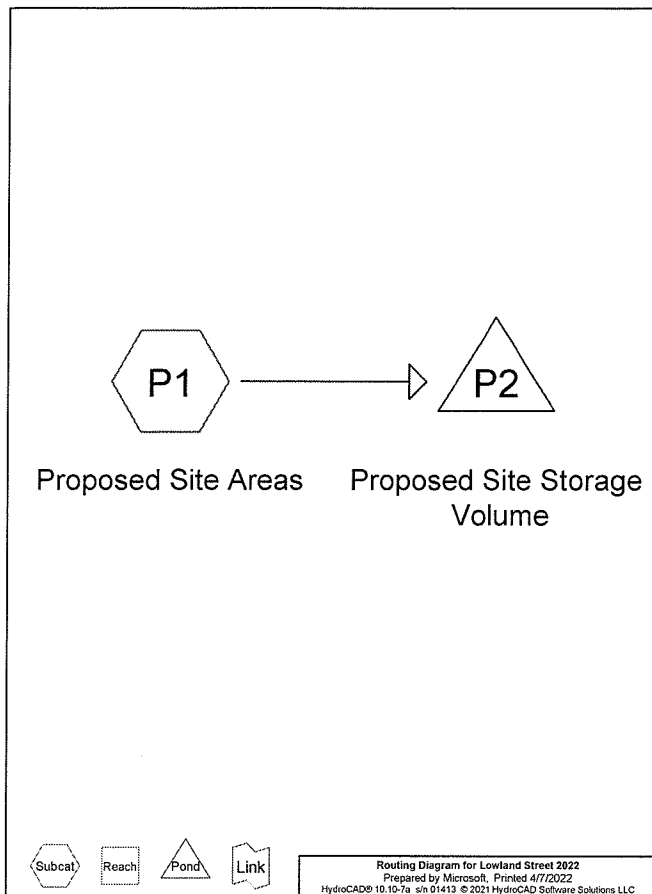 P1
P2
Proposed Site Areas
Proposed Site Storage
Volume
Subcat
Reach
Pond
Link
Routing Diagram for Lowland Street 2022
Prepared by Microsoft, Printed 4/7/2022
HydroCAD® 10.10-7a s/n 01413 © 2021 HydroCAD Software Solutions LLC